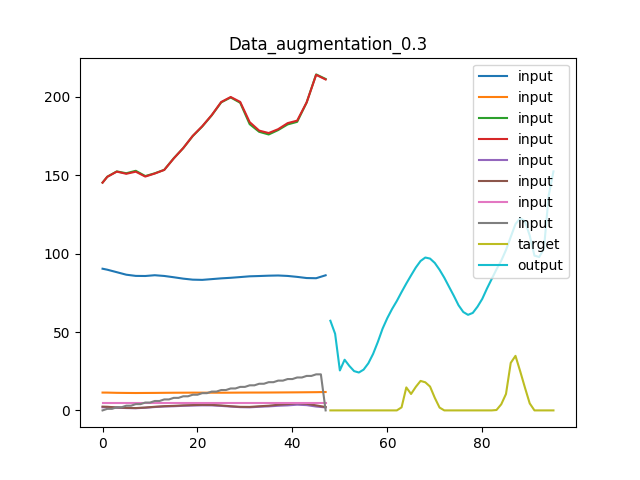 Data_augmentation_0.3
input
input
input
input
input
input
input
input
target
output
200
150
100
50
0
0
20
40
60
80